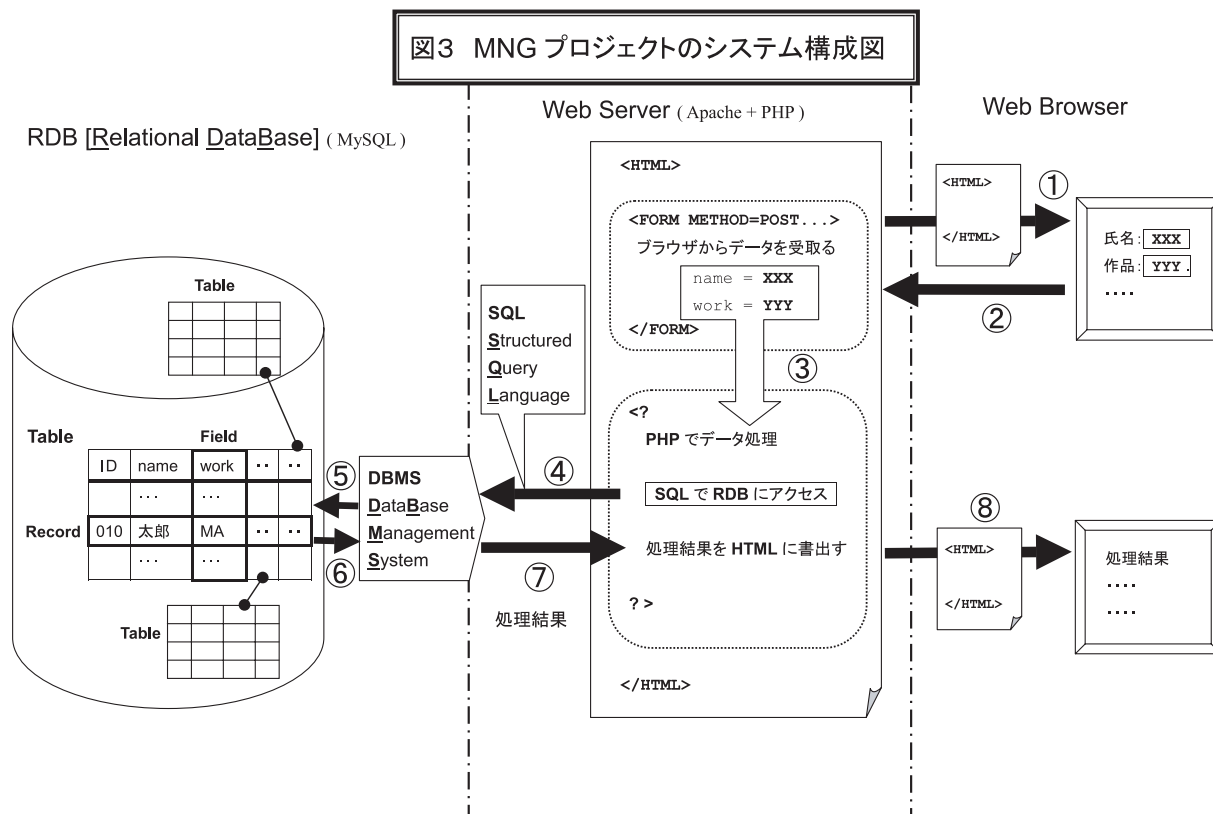 図3 MNG プロジェクトのシステム構成図
RDB [Relational DataBase] ( MySQL )
Web Server ( Apache + PHP )
Web Browser
Table
Table
Field
ID name work ‥ ‥
… …
Record
010 太郎 MA ‥ ‥
… …
Table
⑤
⑥
DBMS
DataBase
Management
System
SQL
Structured
Query
Language
④
⑦
処理結果
<HTML>
<FORM METHOD=POST...>
ブラウザからデータを受取る
name = XXX
work = YYY
</FORM>
③
<?
PHP でデータ処理
SQL で RDB にアクセス
処理結果を HTML に書出す
? >
</HTML>
<HTML>
</HTML>
①
②
氏名: XXX
作品: YYY .
‥‥
⑧
<HTML>
</HTML>
処理結果
‥‥
‥‥